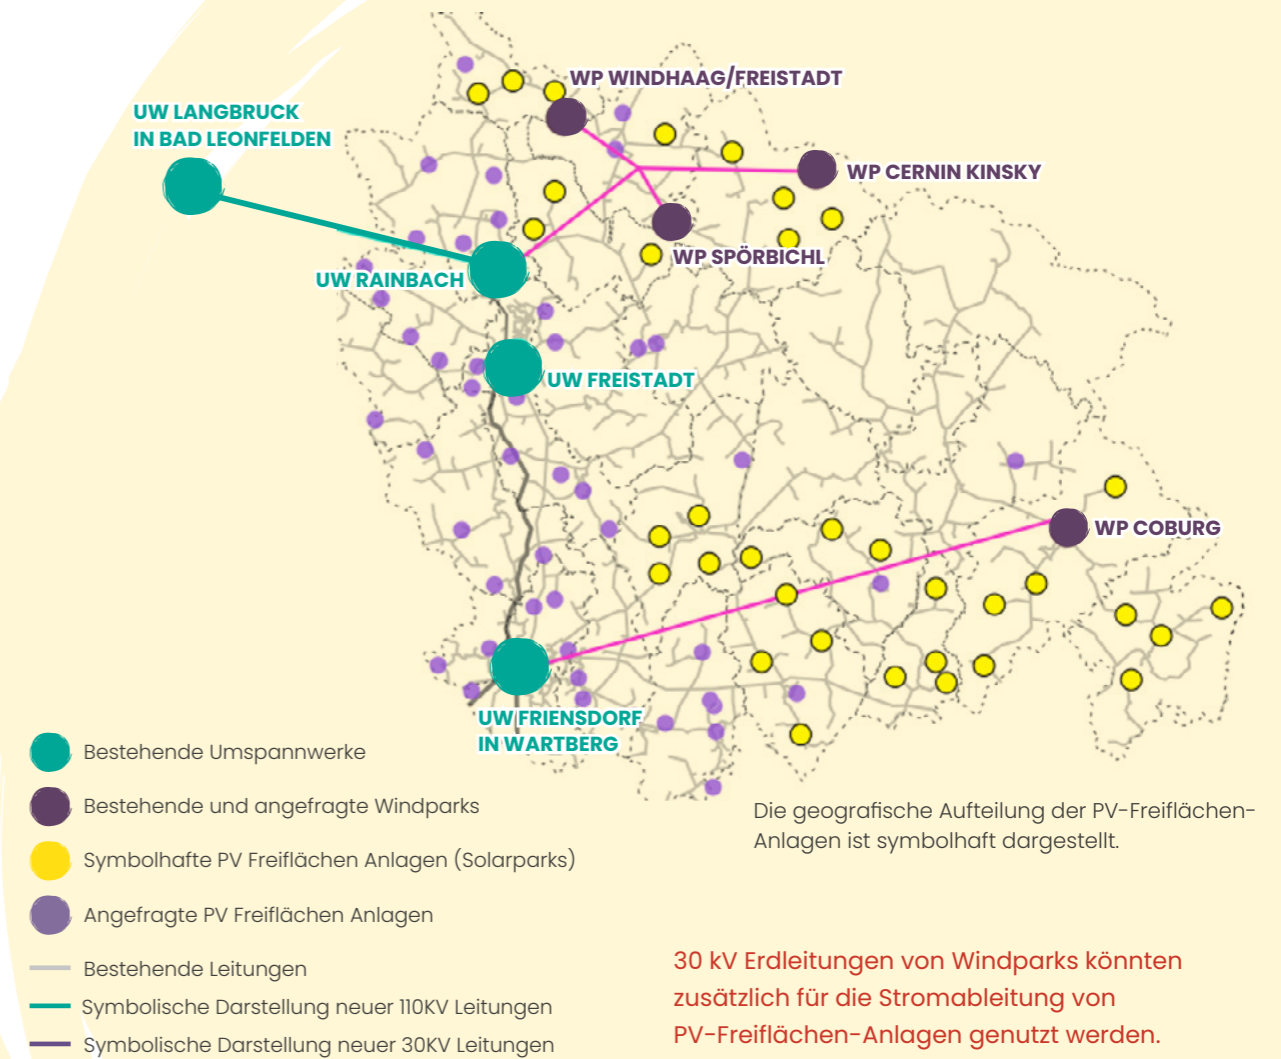 WP WINDHAAG/FREISTADT
UW LANGBRUCK
IN BAD LEONFELDEN
WP CERNIN KINSKY
WP SPÖRBICHL
UW RAINBACH
UW FREISTADT
WP COBURG
UW FRIENSDORF
IN WARTBERG
Bestehende Umspannwerke
Bestehende und angefragte Windparks
Symbolhafte PV Freiflächen Anlagen (Solarparks)
Angefragte PV Freiflächen Anlagen
Bestehende Leitungen
Symbolische Darstellung neuer 110KV Leitungen
Symbolische Darstellung neuer 30KV Leitungen
Die geografische Aufteilung der PV-Freiflächen-
Anlagen ist symbolhaft dargestellt.
30 kV Erdleitungen von Windparks könnten
zusätzlich für die Stromableitung von
PV-Freiflächen-Anlagen genutzt werden.